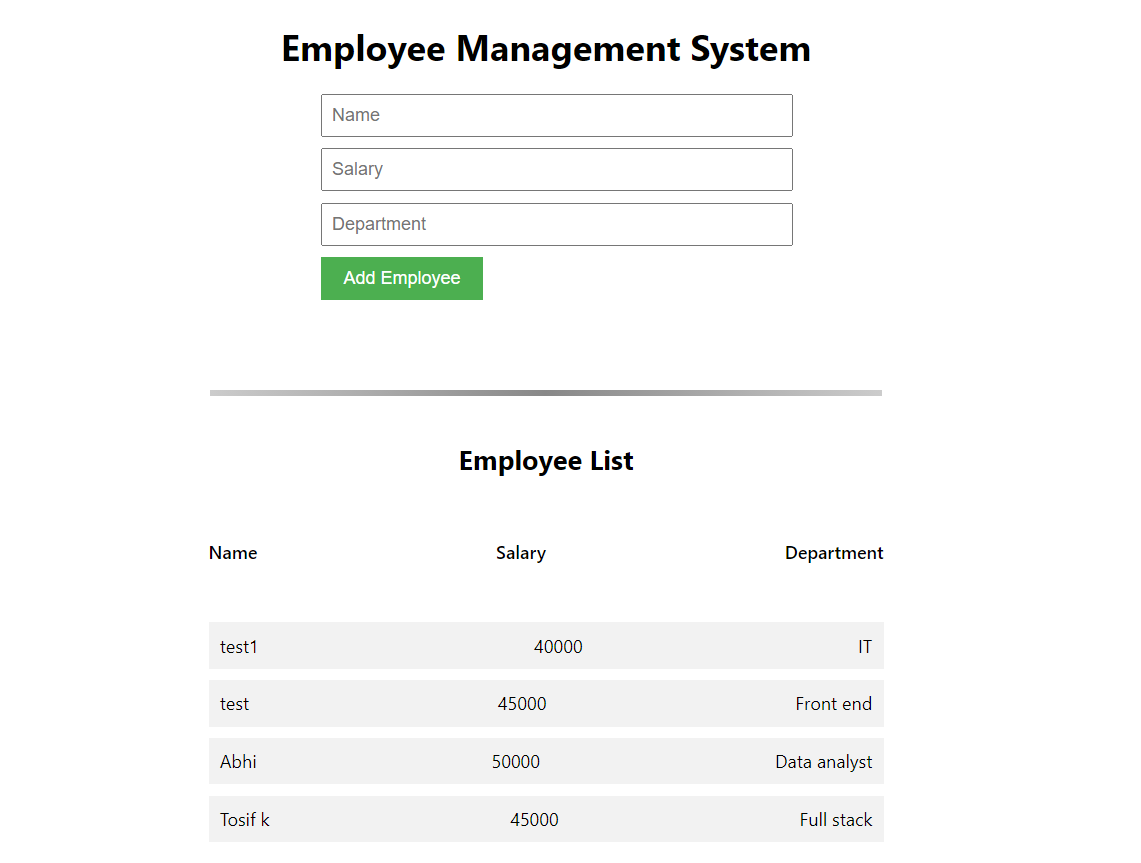 Employee Management System
Name
Salary
Department
Add Employee
Employee List
Name Salary Department
test1 40000 IT
test 45000 Front end
Abhi 50000 Data analyst
Tosif k 45000 Full stack